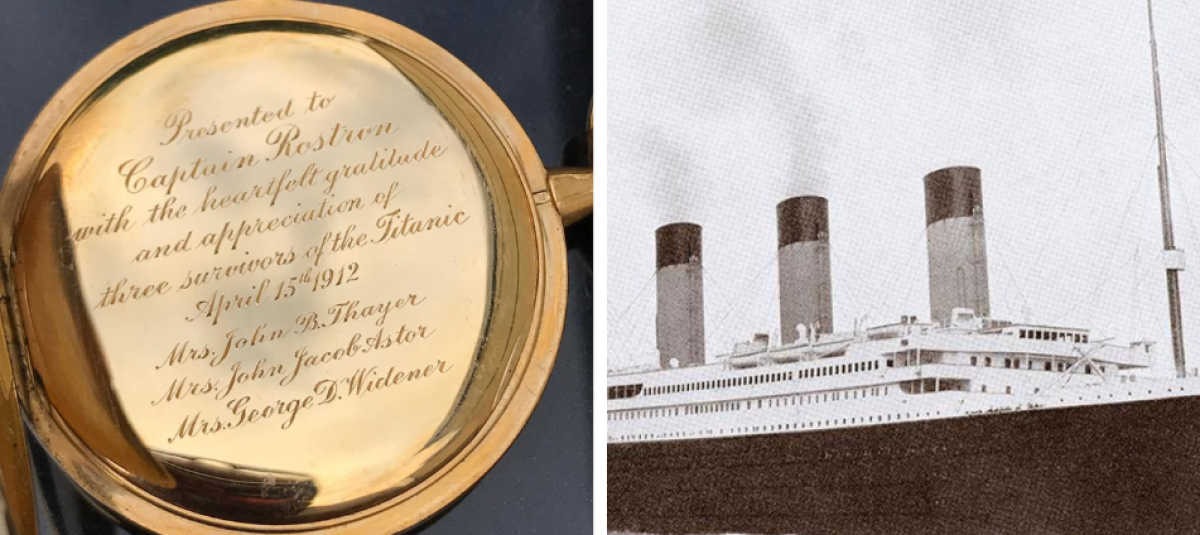 Presented to
Captain Rostron
with the heartfelt gratitude
and appreciation of
three survivors of the Titanic
April 15th 1912
Mrs. John B. Thayer
Mrs. John Jacob Astor
Mrs. George D. Widener